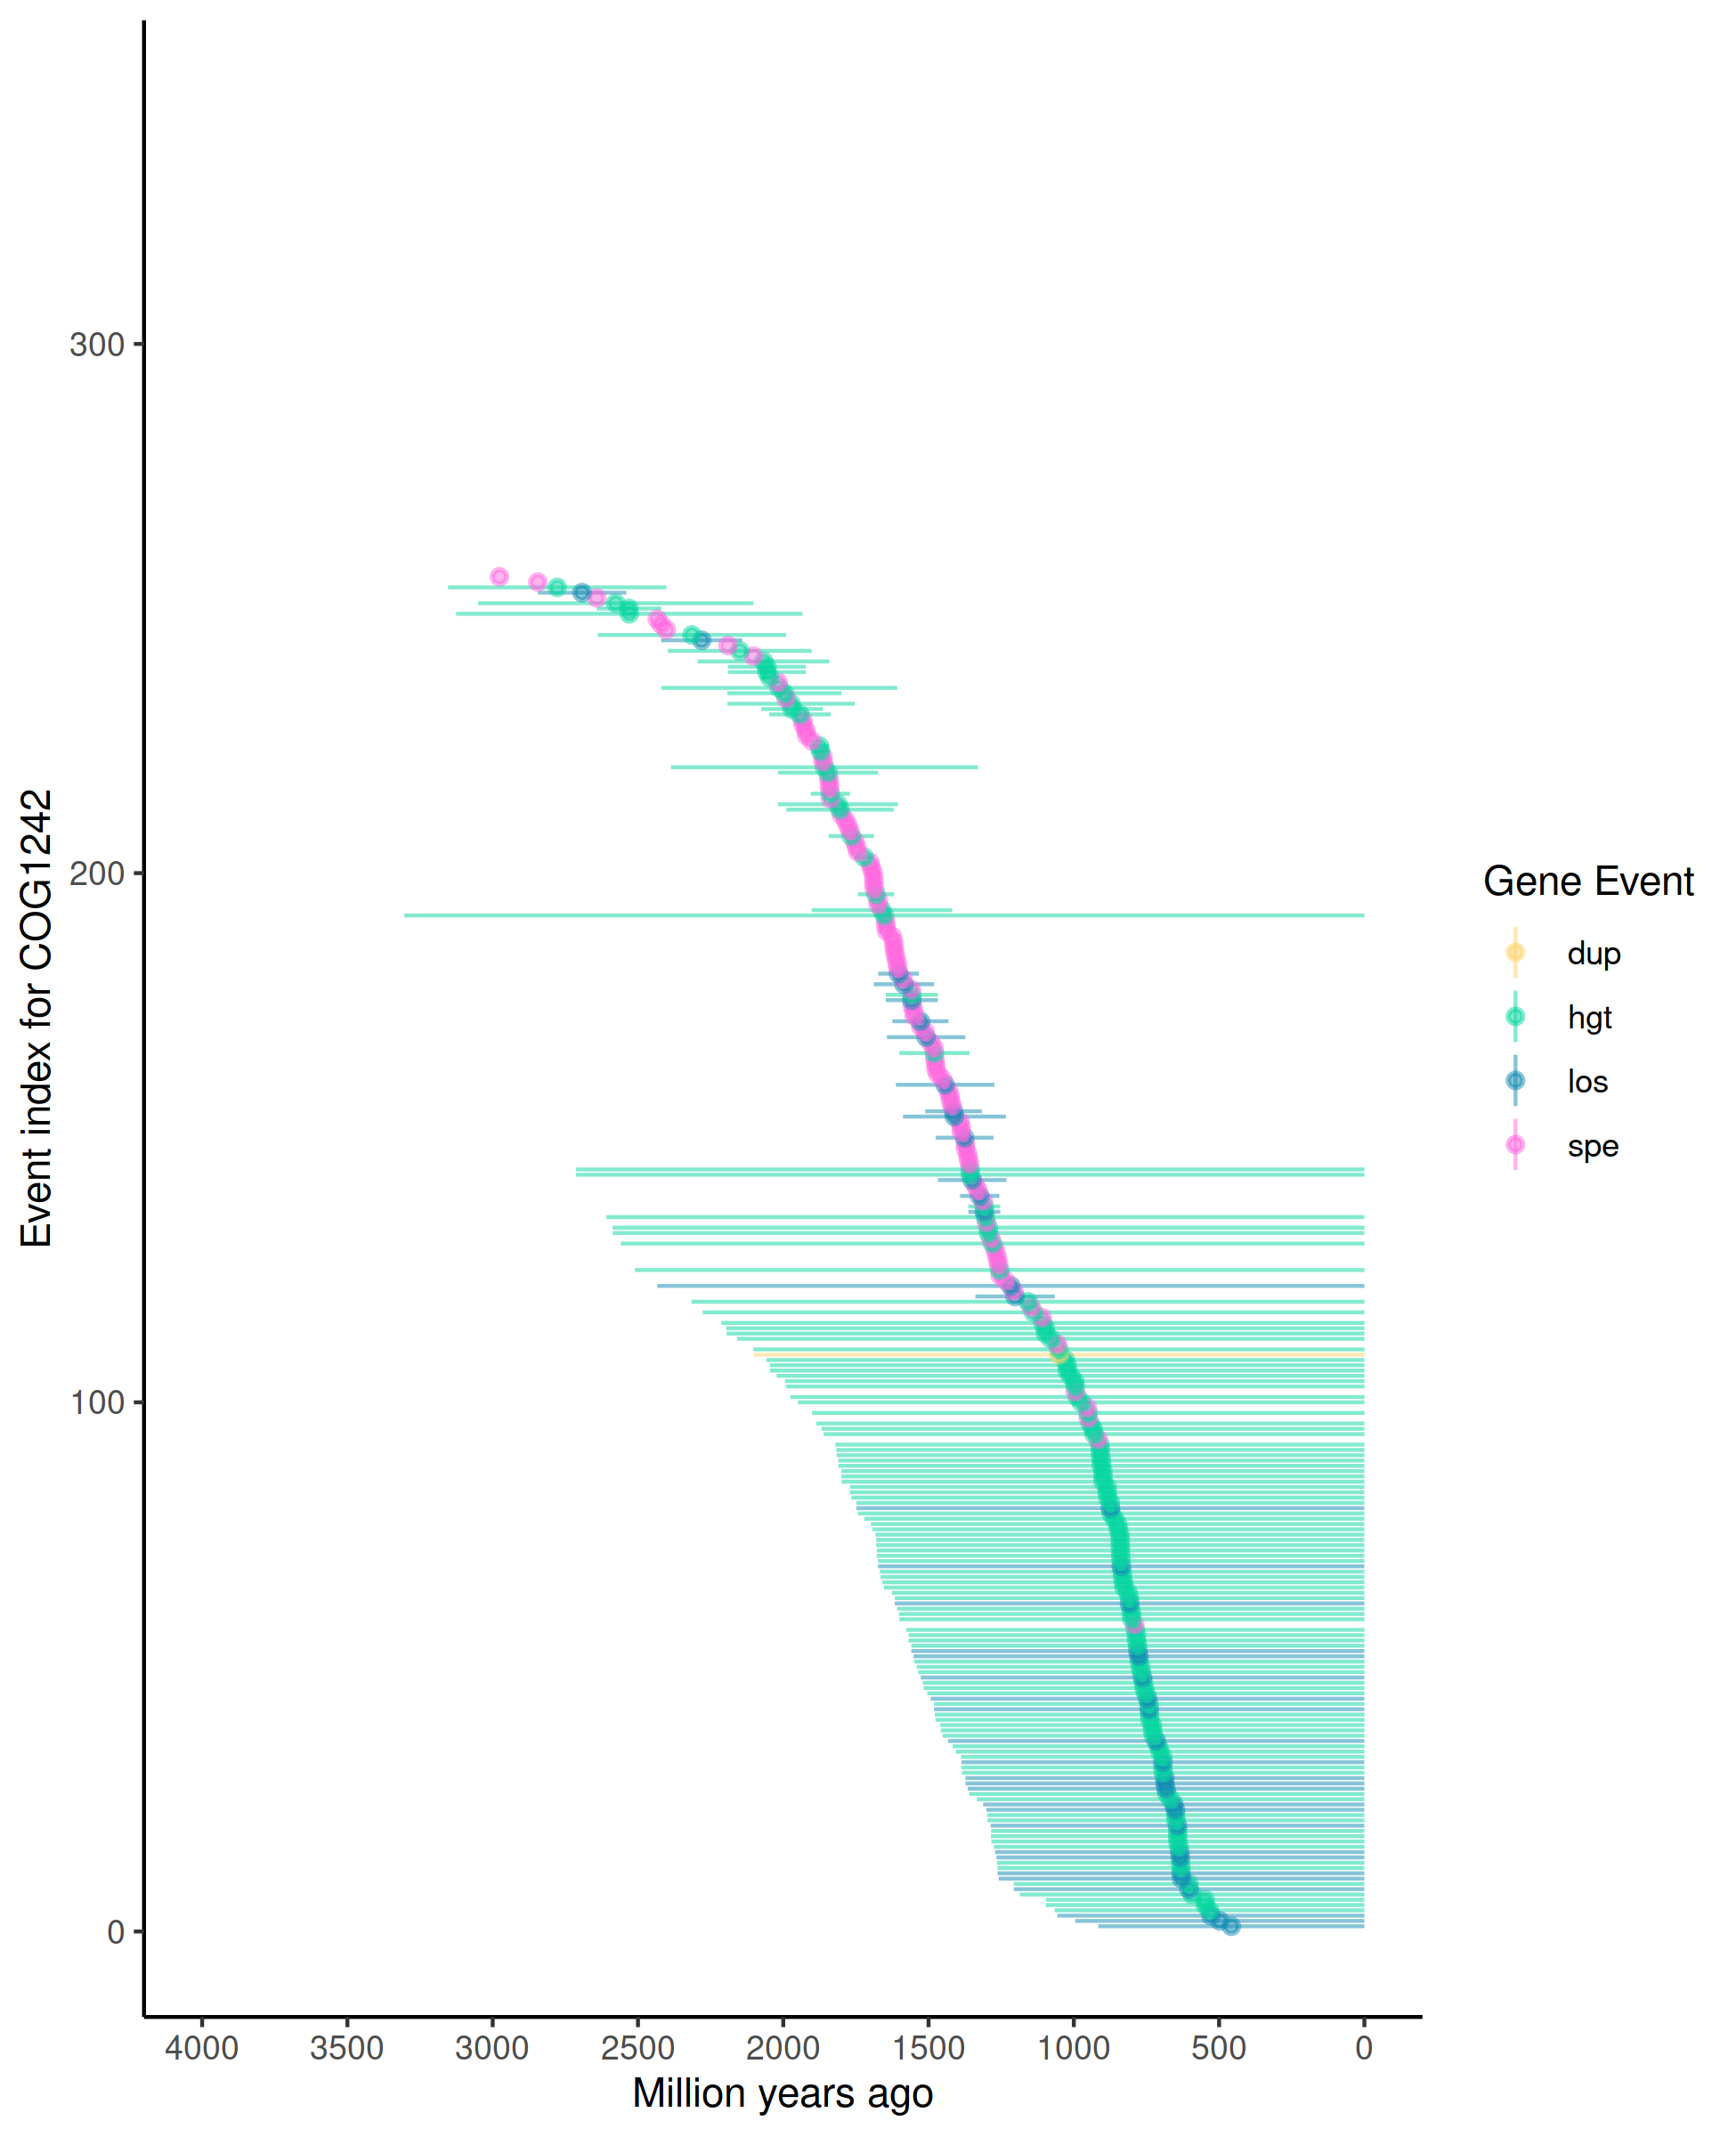 Event index for COG1242
300
200
100
0
4000 3500 3000 2500 2000 1500 1000 500 0
Million years ago
Gene Event
dup
hgt
los
spe